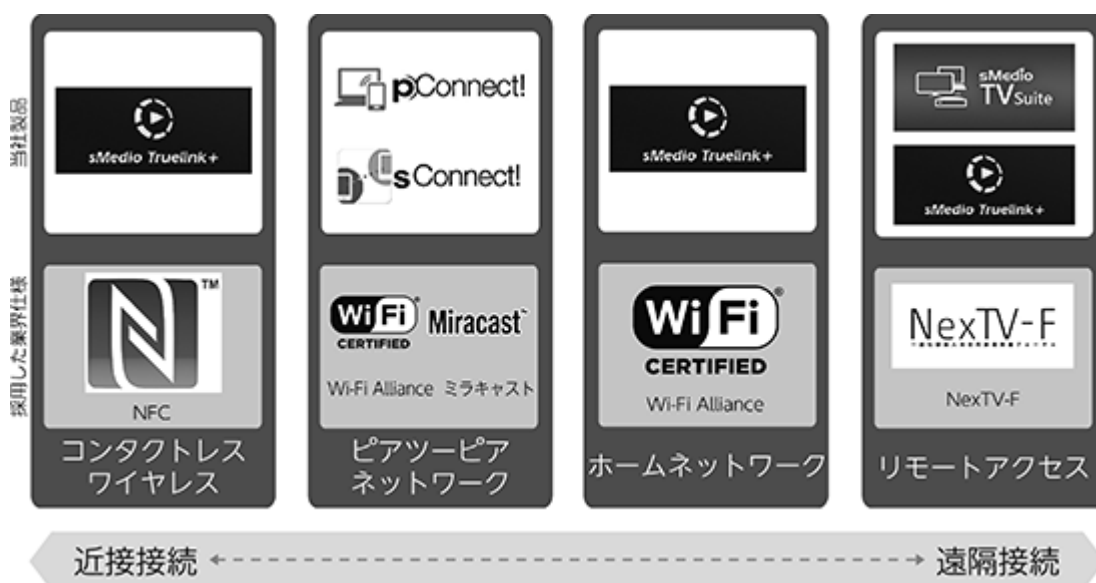 当社製品
sMedio Truelink+
p)Connect!
sConnect!
sMedio Truelink+
sMedio
TV Suite
sMedio Truelink+
採用した業界仕様
N
TM
NFC
コンタクトレス
ワイヤレス
Wi Fi
CERTIFIED
Miracast
Wi-Fi Alliance ミラキャスト
ピアツーピア
ネットワーク
Wi Fi
CERTIFIED
Wi-Fi Alliance
ホームネットワーク
NexTV-F
NexTV-F
リモートアクセス
近接接続
遠隔接続